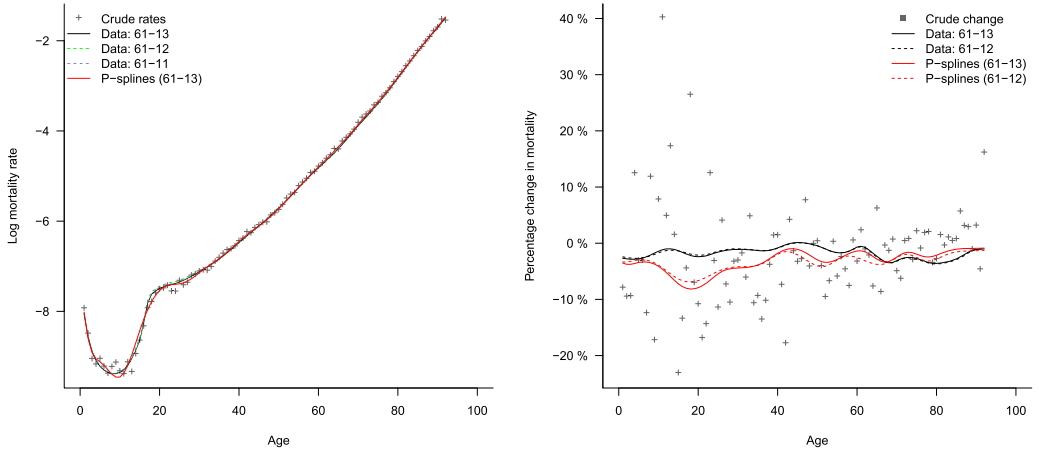 Crude rates
Data: 61−13
Data: 61−12
Data: 61−11
P−splines (61−13)
Log mortality rate
−2
−4
−6
−8
0 20 40 60 80 100
Age
Crude change
Data: 61−13
Data: 61−12
P−splines (61−13)
P−splines (61−12)
Percentage change in mortality
40 %
30 %
20 %
10 %
0 %
−10 %
−20 %
0 20 40 60 80 100
Age